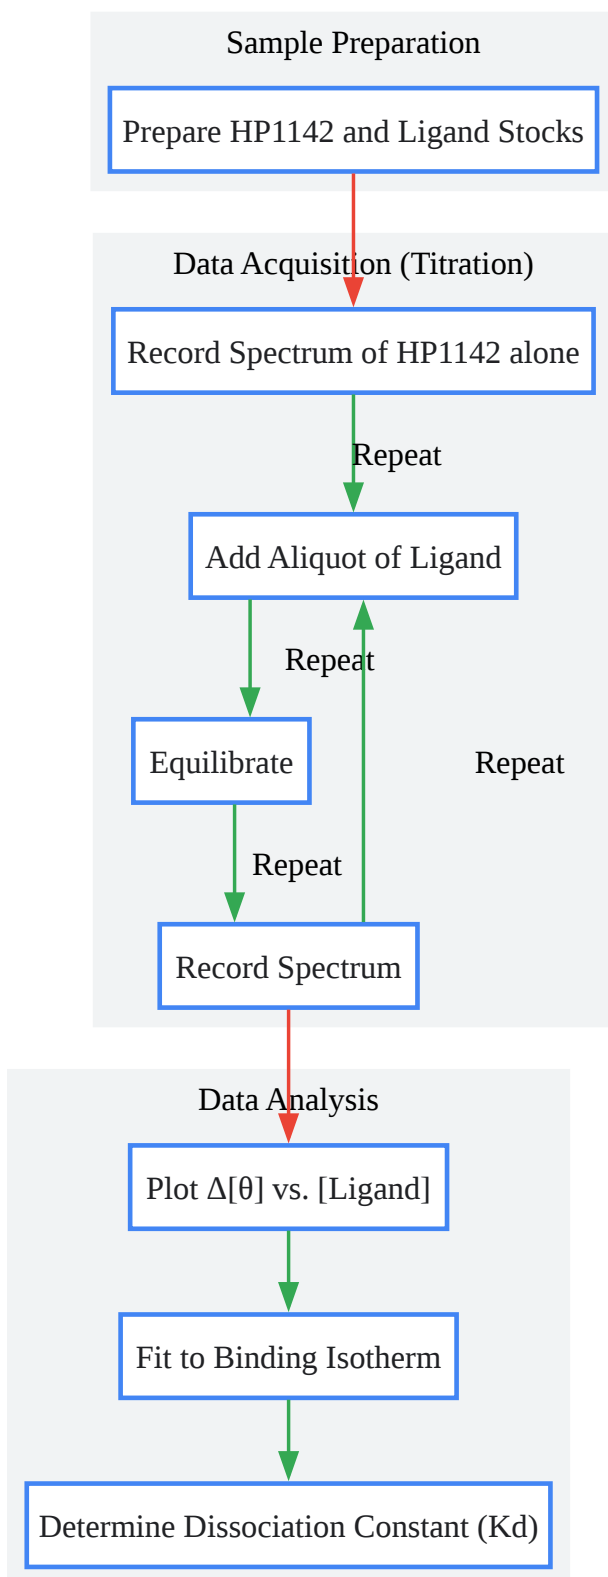 Sample Preparation
Prepare HP1142 and Ligand Stocks
Data Acquisition (Titration)
Record Spectrum of HP1142 alone
Repeat
Add Aliquot of Ligand
Repeat
Equilibrate
Repeat
Repeat
Record Spectrum
Data Analysis
Plot Δ[θ] vs. [Ligand]
Fit to Binding Isotherm
Determine Dissociation Constant (Kd)